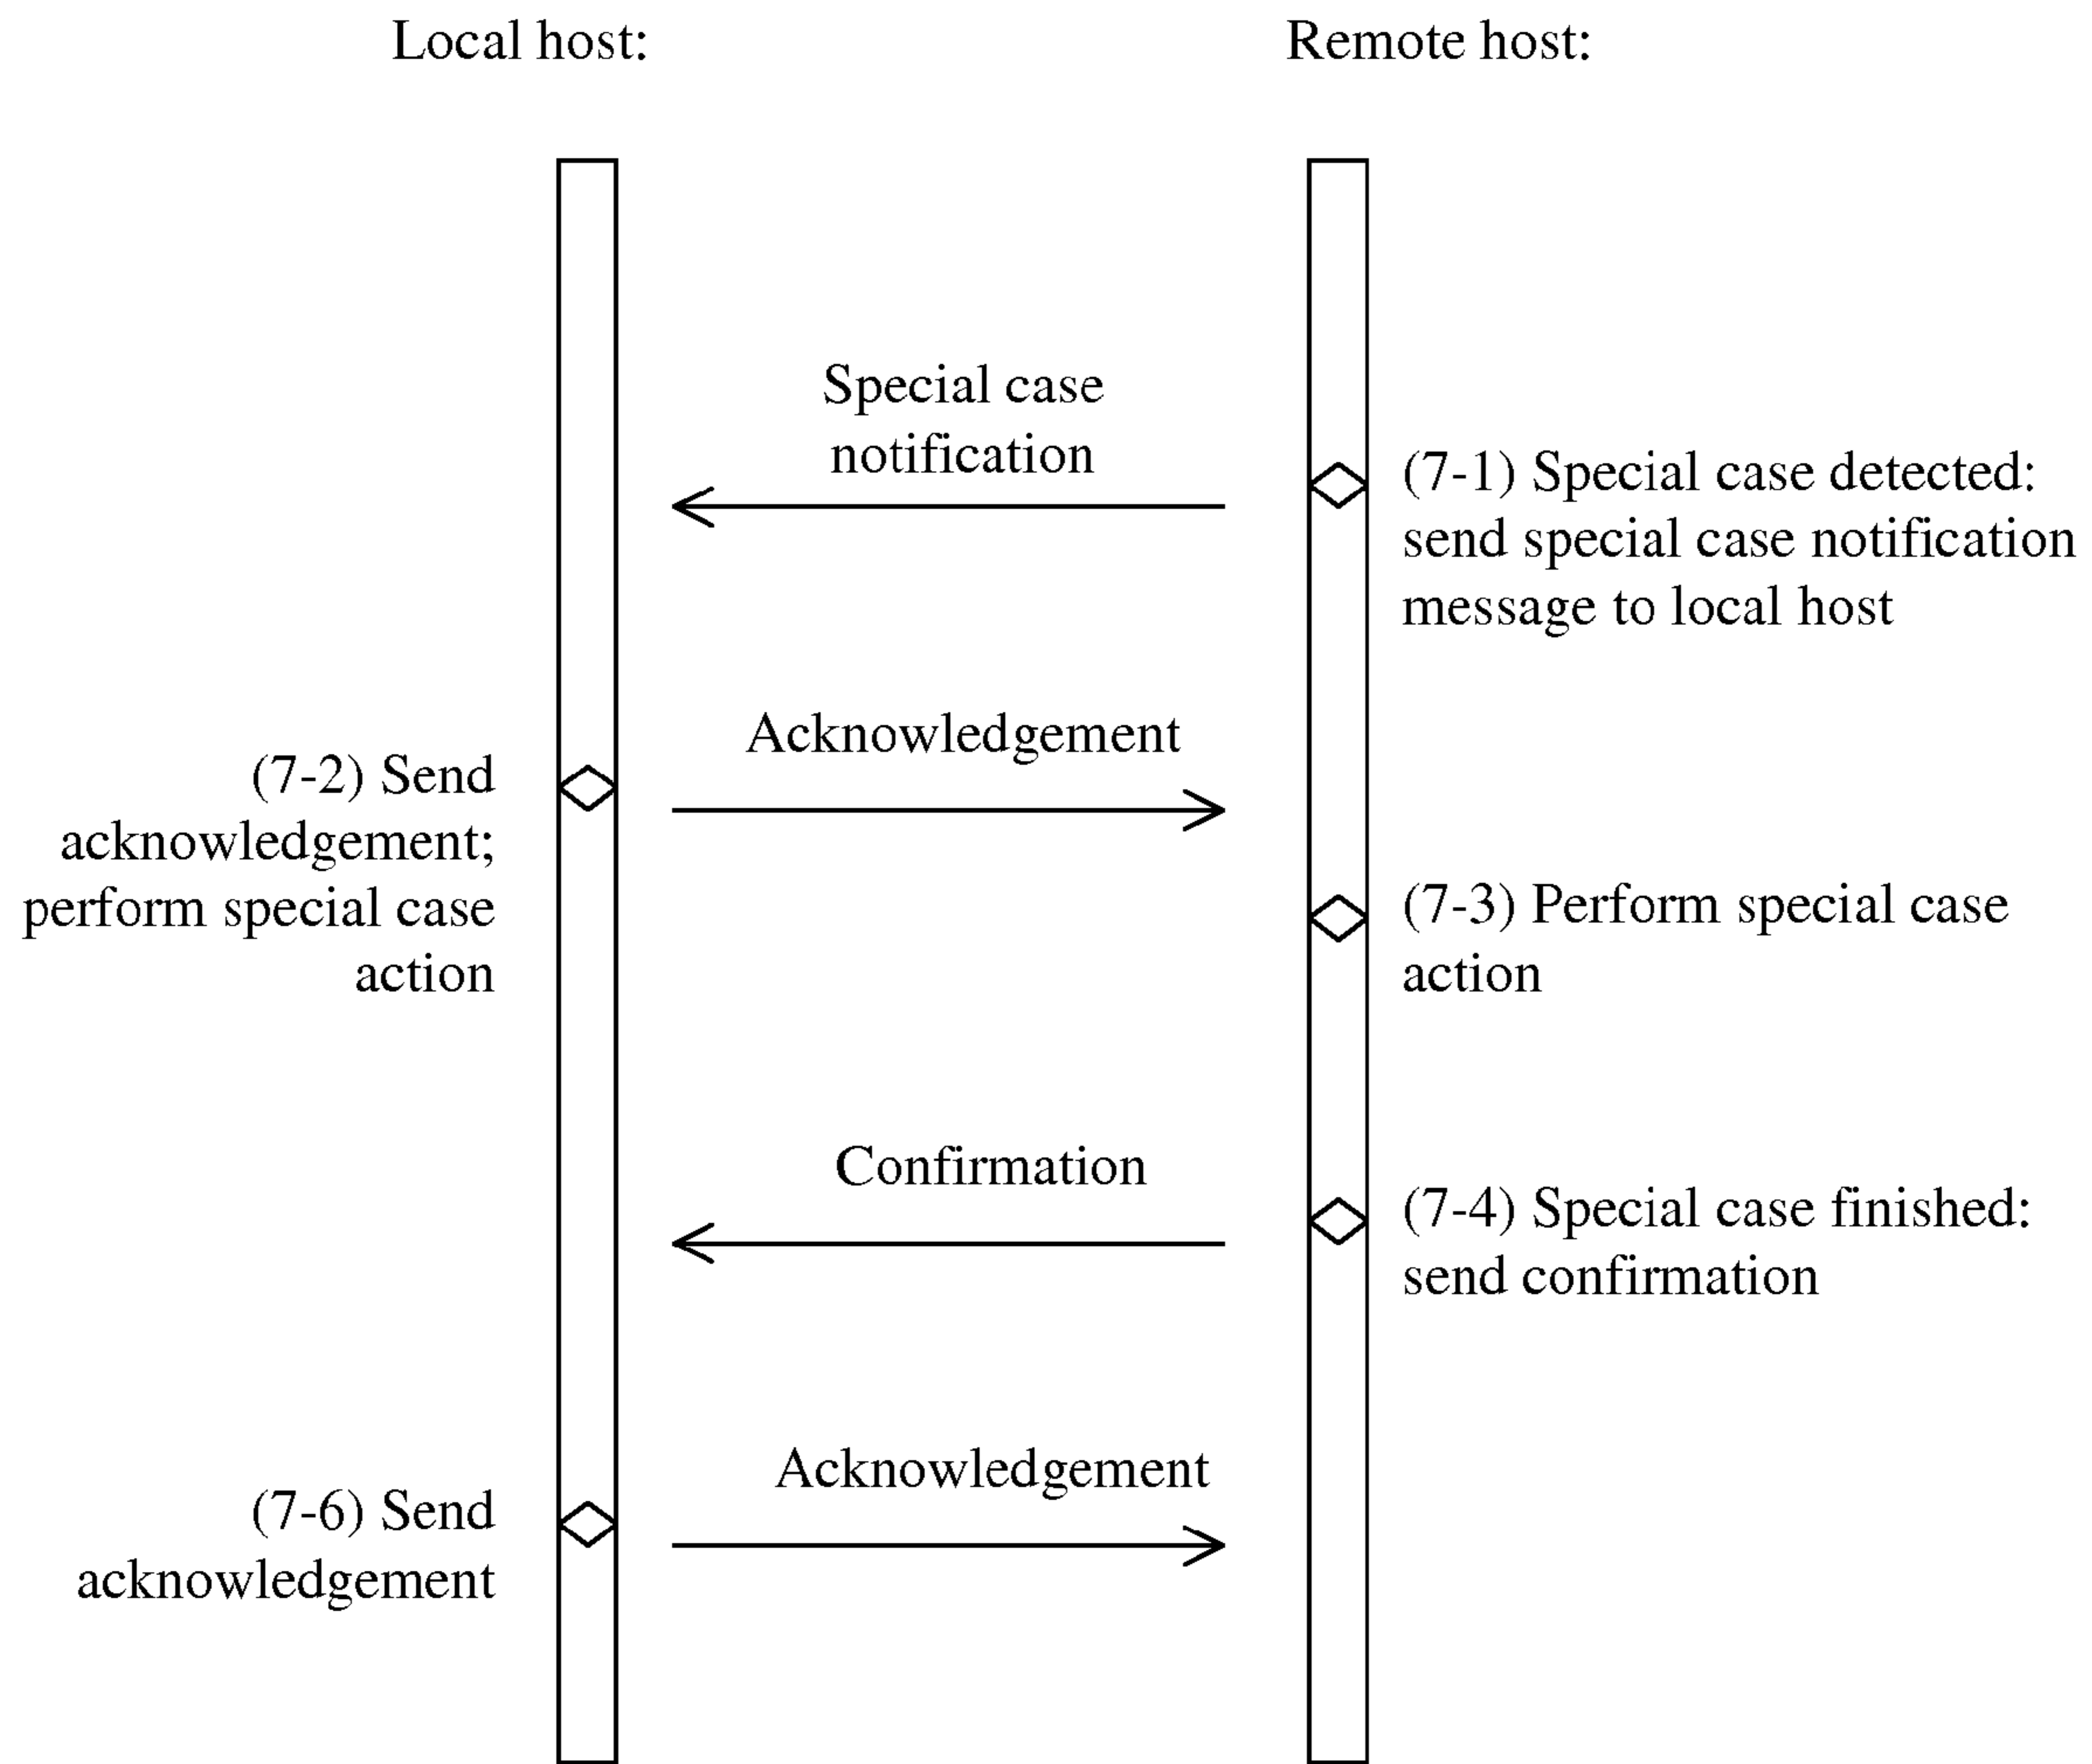 Local host:
Remote host:
Special case
notification
(7-1) Special case detected:
send special case notification
message to local host
Acknowledgement
(7-2) Send
acknowledgement;
perform special case
action
(7-3) Perform special case
action
Confirmation
(7-4) Special case finished:
send confirmation
Acknowledgement
(7-6) Send
acknowledgement